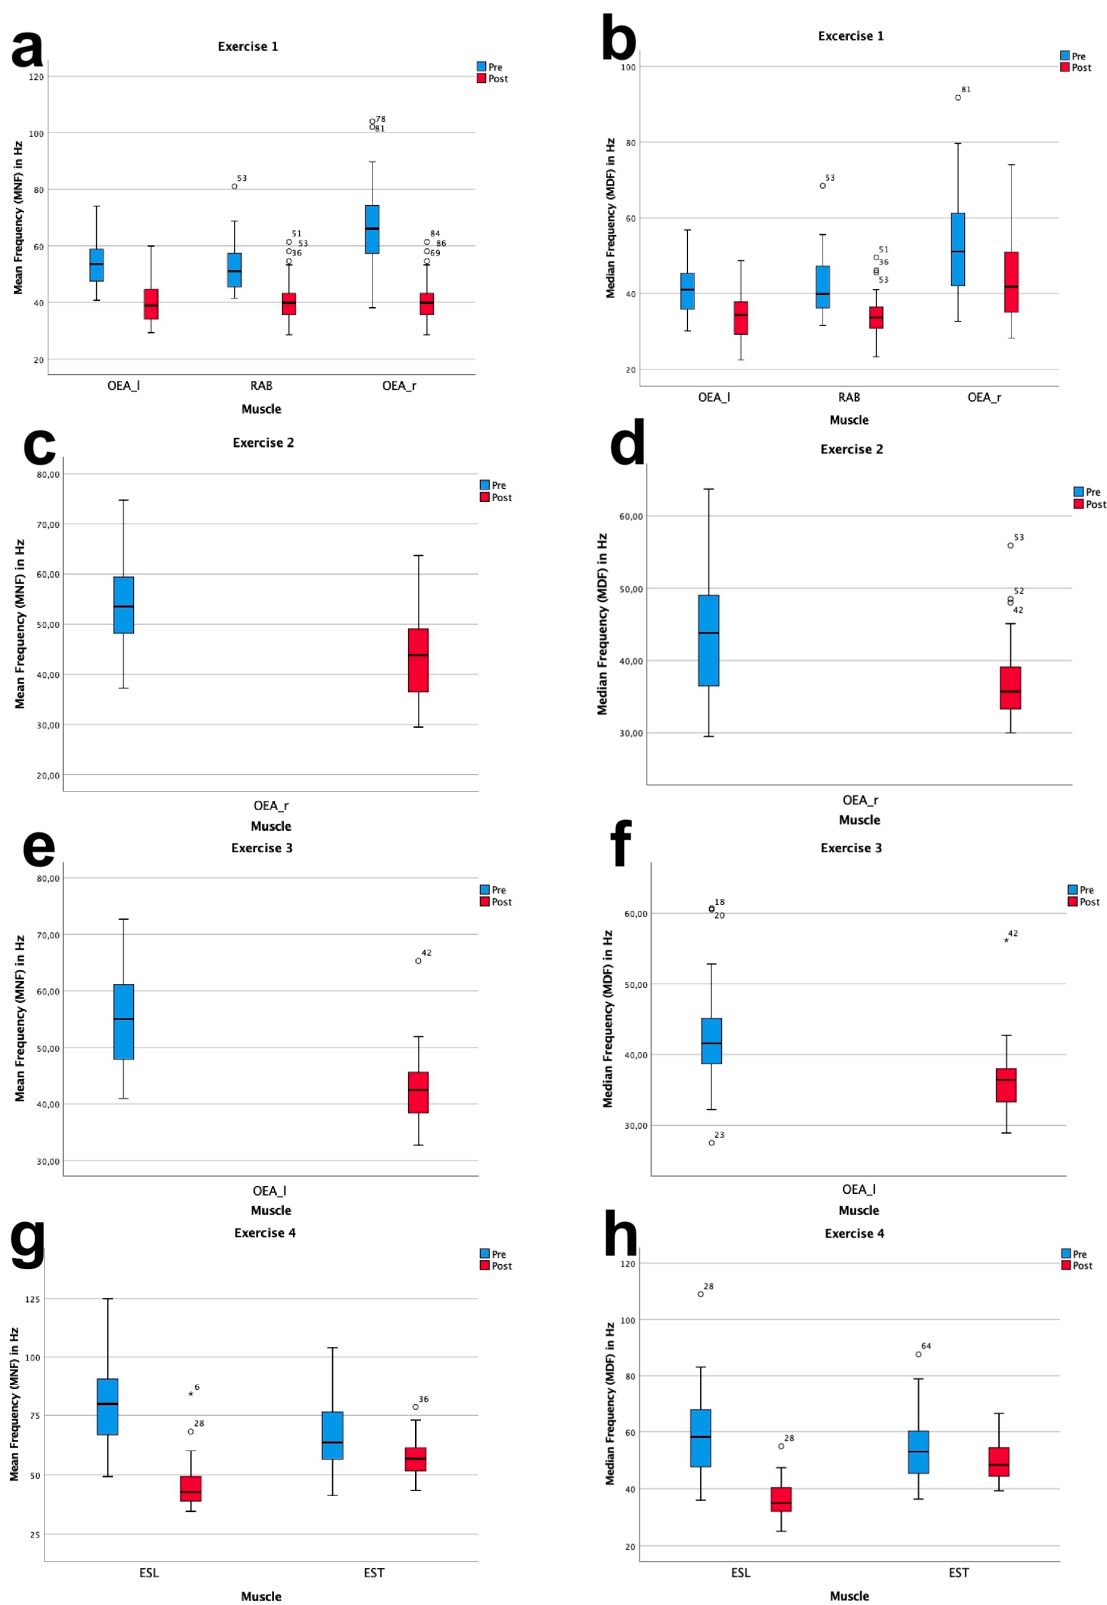 a
Exercise 1
Pre
Post
Mean Frequency (MNF) in Hz
120
100
80
60
40
20
53
51
53
36
78
81
84
86
69
OEA_l
RAB
OEA_r
Muscle
b
Excercise 1
Pre
Post
Median Frequency (MDF) in Hz
100
80
60
40
20
53
51
36
53
81
OEA_l
RAB
OEA_r
Muscle
c
Exercise 2
Pre
Post
Mean Frequency (MNF) in Hz
80,00
70,00
60,00
50,00
40,00
30,00
20,00
OEA_r
Muscle
d
Exercise 2
Pre
Post
Median Frequency (MDF) in Hz
60,00
50,00
40,00
30,00
53
52
42
OEA_r
Muscle
e
Exercise 3
Pre
Post
Mean Frequency (MNF) in Hz
80,00
70,00
60,00
50,00
40,00
30,00
42
OEA_l
Muscle
f
Exercise 3
Pre
Post
Median Frequency (MDF) in Hz
60,00
50,00
40,00
30,00
18
20
23
42
OEA_l
Muscle
g
Exercise 4
Pre
Post
Mean Frequency (MNF) in Hz
125
100
75
50
25
6
28
36
ESL
EST
Muscle
h
Exercise 4
Pre
Post
Median Frequency (MDF) in Hz
120
100
80
60
40
20
28
28
64
ESL
EST
Muscle